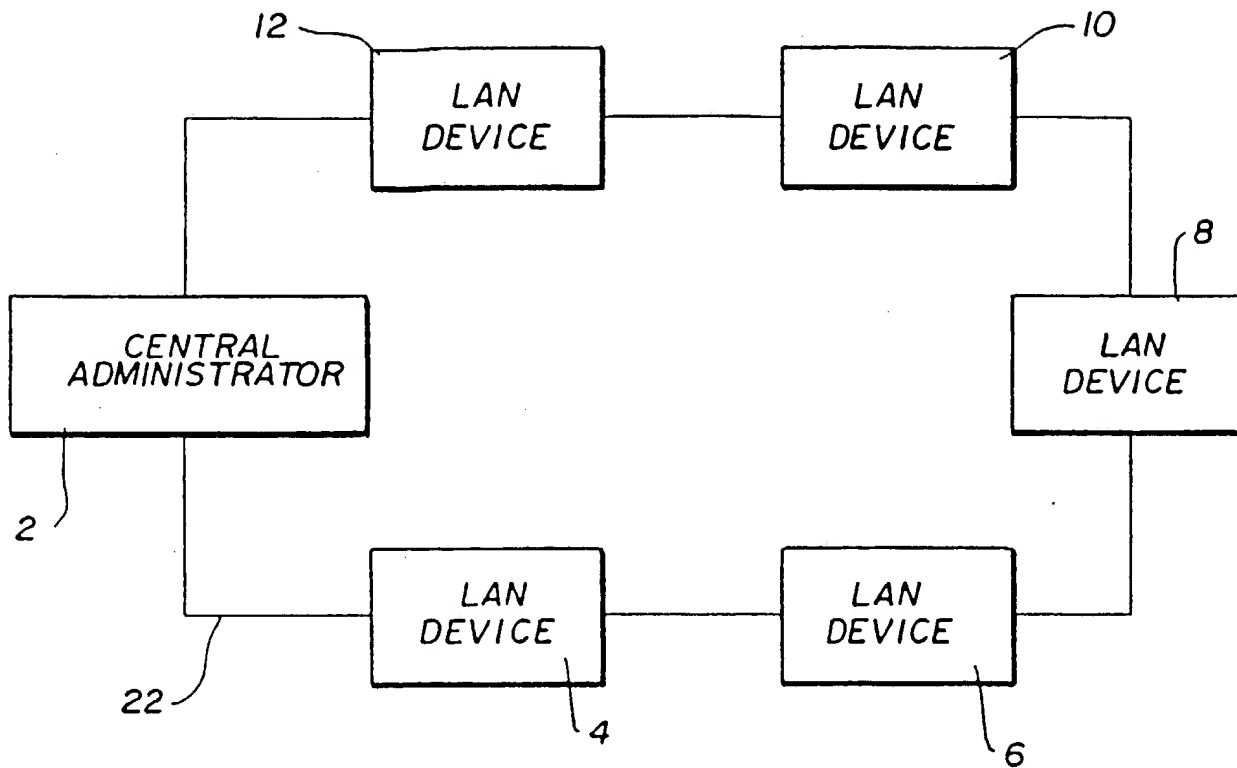 12
LAN
DEVICE
10
LAN
DEVICE
8
CENTRAL
ADMINISTRATOR
LAN
DEVICE
2
LAN
DEVICE
LAN
DEVICE
22
4
6